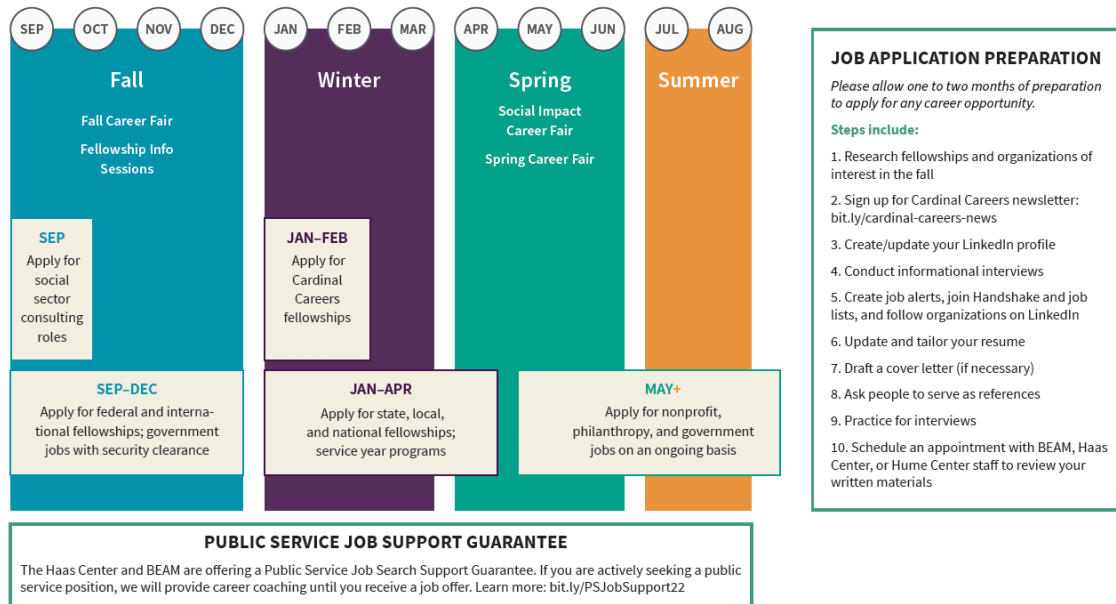 SEP OCT NOV DEC JAN FEB MAR APR MAY JUN JUL AUG
Fall
Fall Career Fair
Fellowship Info
Sessions
Winter
Spring
Social Impact
Career Fair
Spring Career Fair
Summer
SEP
Apply for
social
sector
consulting
roles
JAN–FEB
Apply for
Cardinal
Careers
fellowships
SEP–DEC
Apply for federal and interna-
tional fellowships; government
jobs with security clearance
JAN–APR
Apply for state, local,
and national fellowships;
service year programs
MAY+
Apply for nonprofit,
philanthropy, and government
jobs on an ongoing basis
JOB APPLICATION PREPARATION
Please allow one to two months of preparation
to apply for any career opportunity.
Steps include:
1. Research fellowships and organizations of
interest in the fall
2. Sign up for Cardinal Careers newsletter:
bit.ly/cardinal-careers-news
3. Create/update your LinkedIn profile
4. Conduct informational interviews
5. Create job alerts, join Handshake and job
lists, and follow organizations on LinkedIn
6. Update and tailor your resume
7. Draft a cover letter (if necessary)
8. Ask people to serve as references
9. Practice for interviews
10. Schedule an appointment with BEAM, Haas
Center, or Hume Center staff to review your
written materials
PUBLIC SERVICE JOB SUPPORT GUARANTEE
The Haas Center and BEAM are offering a Public Service Job Search Support Guarantee. If you are actively seeking a public
service position, we will provide career coaching until you receive a job offer. Learn more: bit.ly/PSJobSupport22